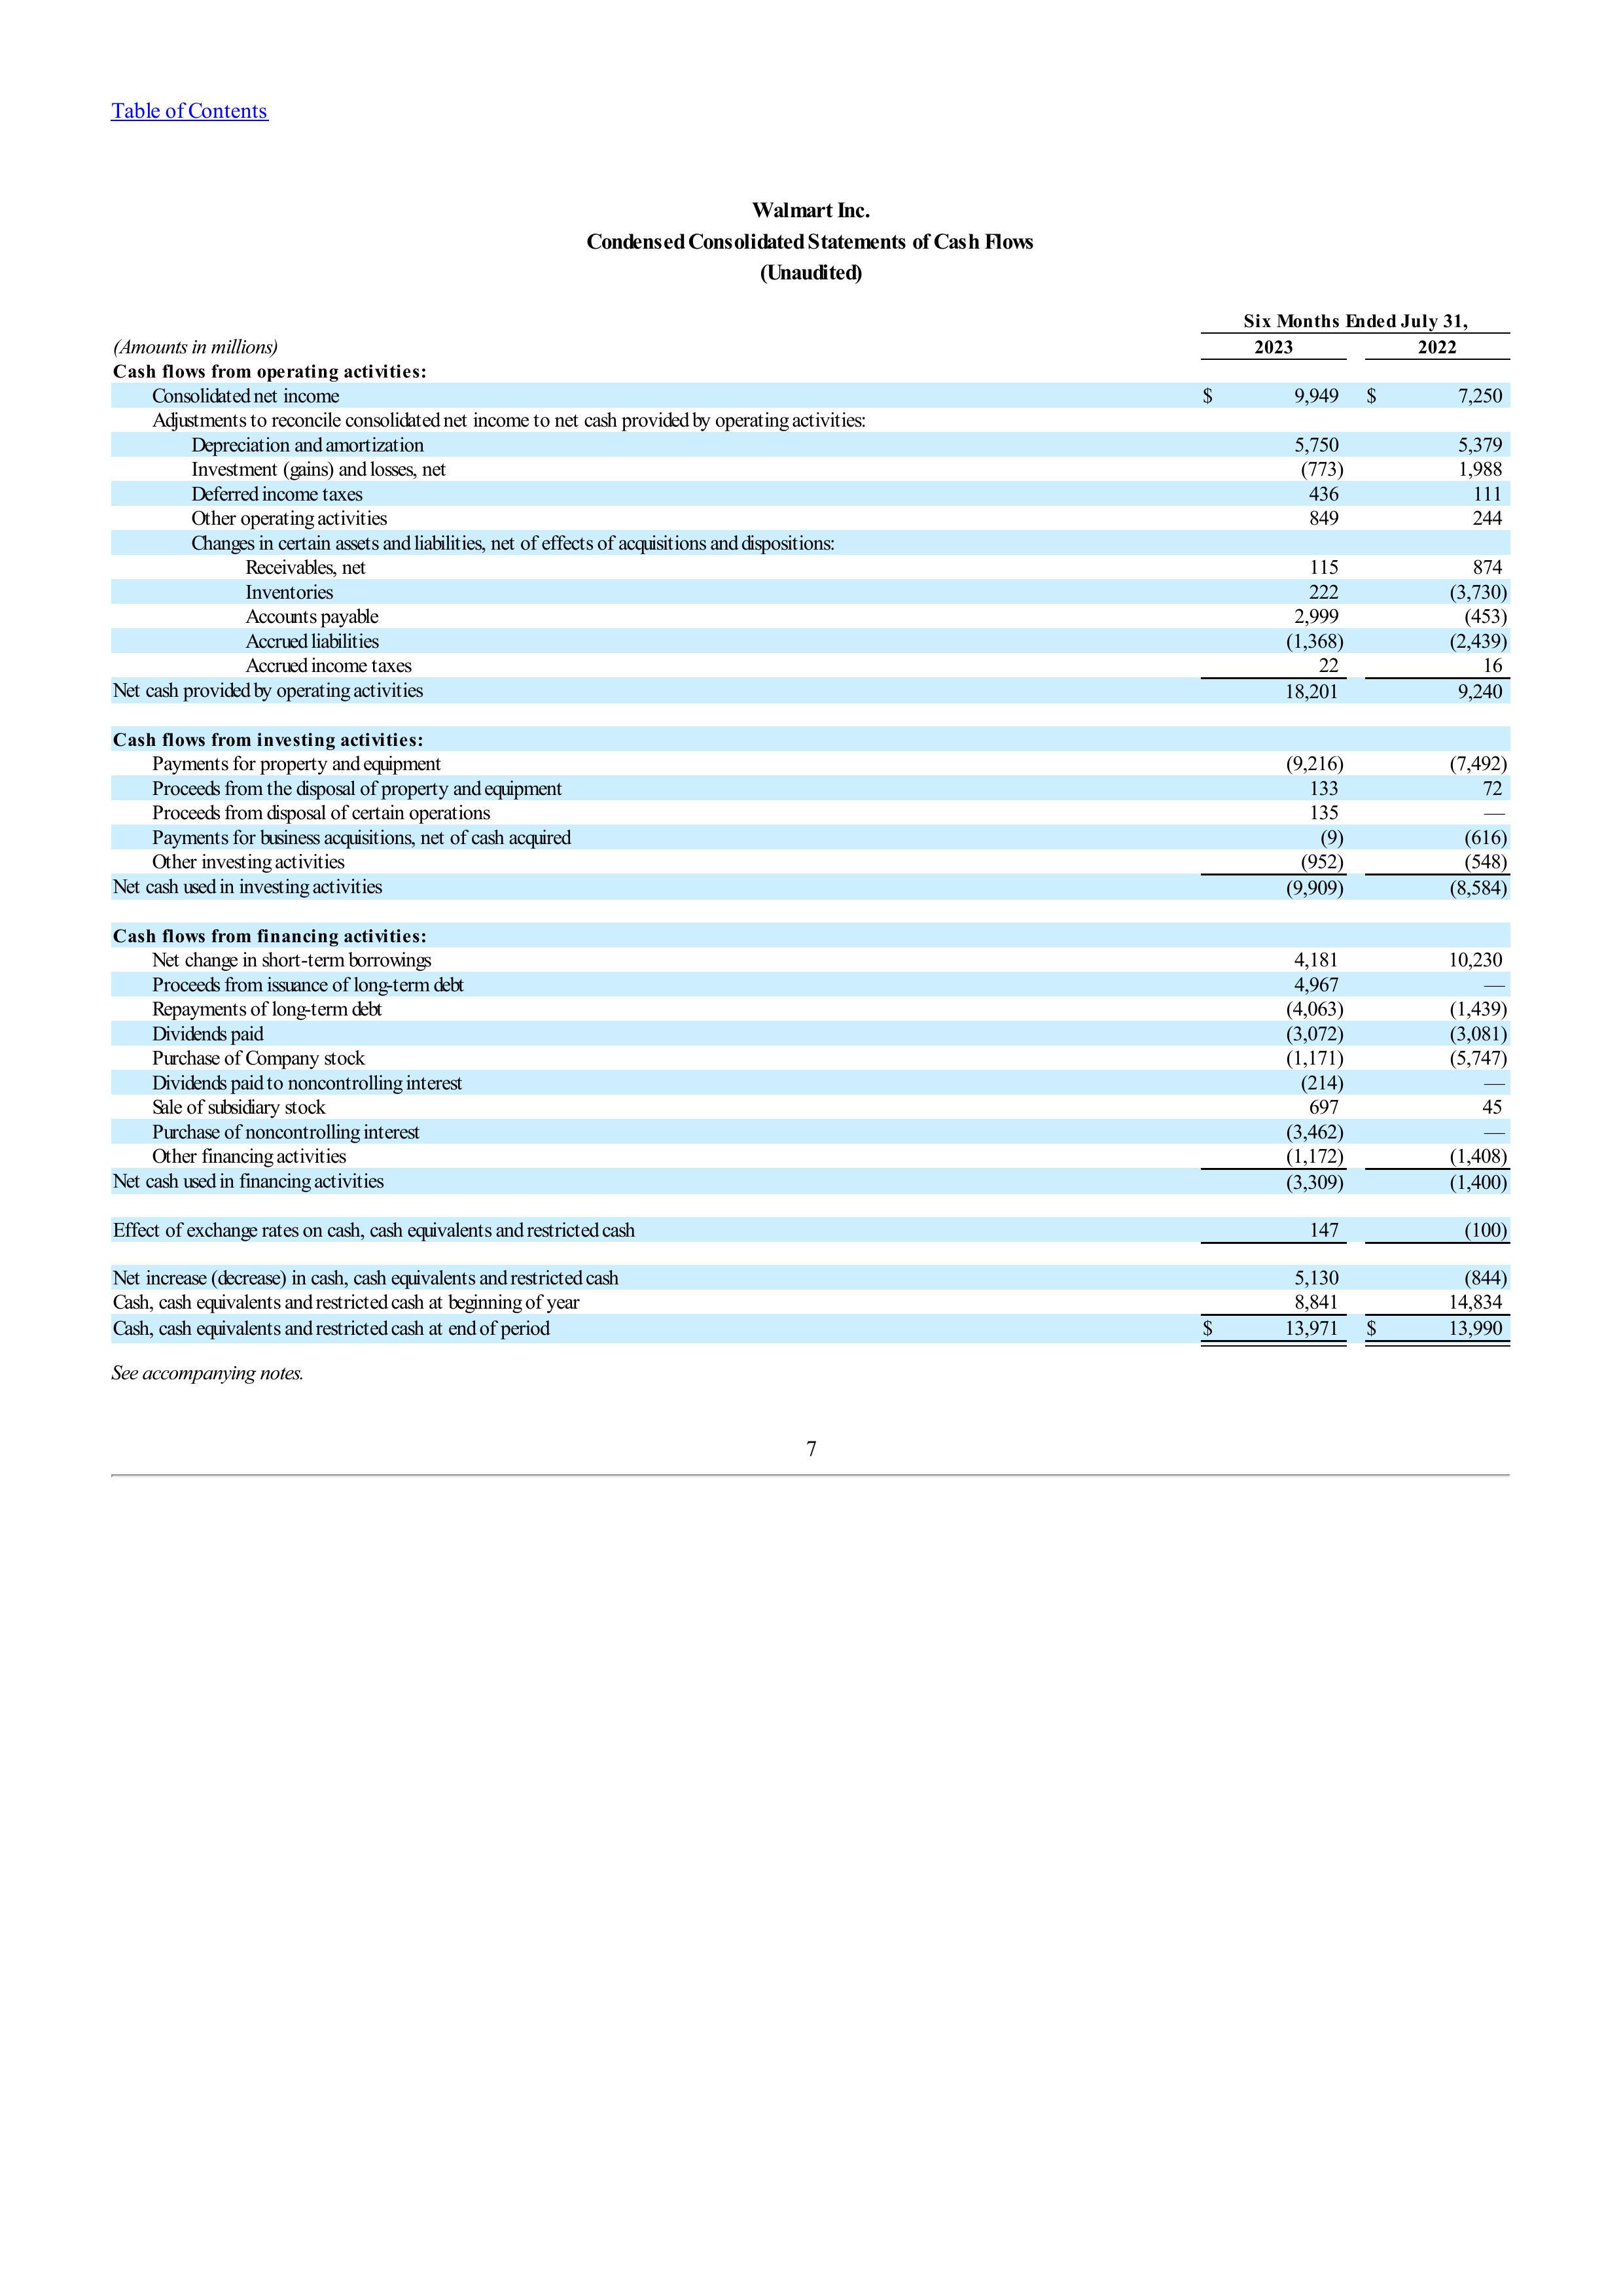 Table of Contents
Walmart Inc.
Condensed Consolidated Statements of Cash Flows
(Unaudited)
Six Months Ended July 31,
(Amounts in millions) 2023 2022
Cash flows from operating activities:
Consolidated net income $ 9,949 $ 7,250
Adjustments to reconcile consolidated net income to net cash provided by operating activities:
Depreciation and amortization 5,750 5,379
Investment (gains) and losses, net (773) 1,988
Deferred income taxes 436 111
Other operating activities 849 244
Changes in certain assets and liabilities, net of effects of acquisitions and dispositions:
Receivables, net 115 874
Inventories 222 (3,730)
Accounts payable 2,999 (453)
Accrued liabilities (1,368) (2,439)
Accrued income taxes 22 16
Net cash provided by operating activities 18,201 9,240
Cash flows from investing activities:
Payments for property and equipment (9,216) (7,492)
Proceeds from the disposal of property and equipment 133 72
Proceeds from disposal of certain operations 135 —
Payments for business acquisitions, net of cash acquired (9) (616)
Other investing activities (952) (548)
Net cash used in investing activities (9,909) (8,584)
Cash flows from financing activities:
Net change in short-term borrowings 4,181 10,230
Proceeds from issuance of long-term debt 4,967 —
Repayments of long-term debt (4,063) (1,439)
Dividends paid (3,072) (3,081)
Purchase of Company stock (1,171) (5,747)
Dividends paid to noncontrolling interest (214) —
Sale of subsidiary stock 697 45
Purchase of noncontrolling interest (3,462) —
Other financing activities (1,172) (1,408)
Net cash used in financing activities (3,309) (1,400)
Effect of exchange rates on cash, cash equivalents and restricted cash 147 (100)
Net increase (decrease) in cash, cash equivalents and restricted cash 5,130 (844)
Cash, cash equivalents and restricted cash at beginning of year 8,841 14,834
Cash, cash equivalents and restricted cash at end of period $ 13,971 $ 13,990
See accompanying notes.
7